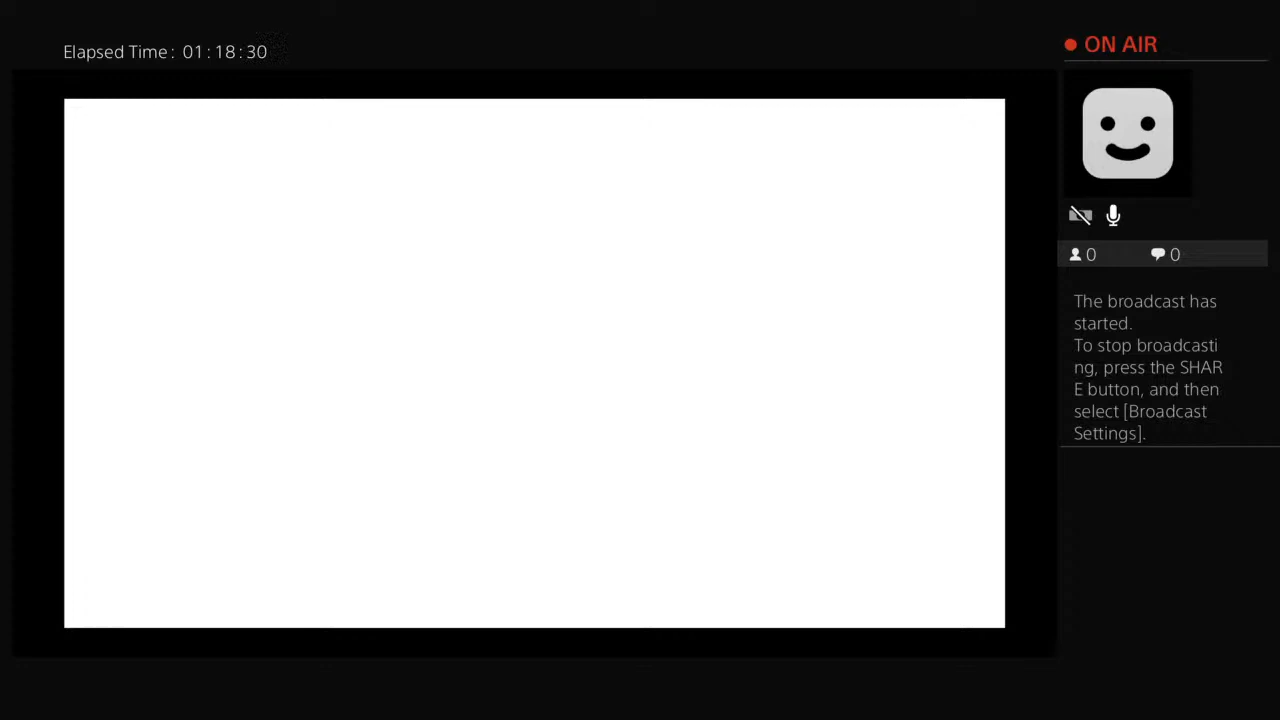 Elapsed Time: 01:18:30
ON AIR
0
0
The broadcast has
started.
To stop broadcasti
ng, press the SHAR
E button, and then
select [Broadcast
Settings].